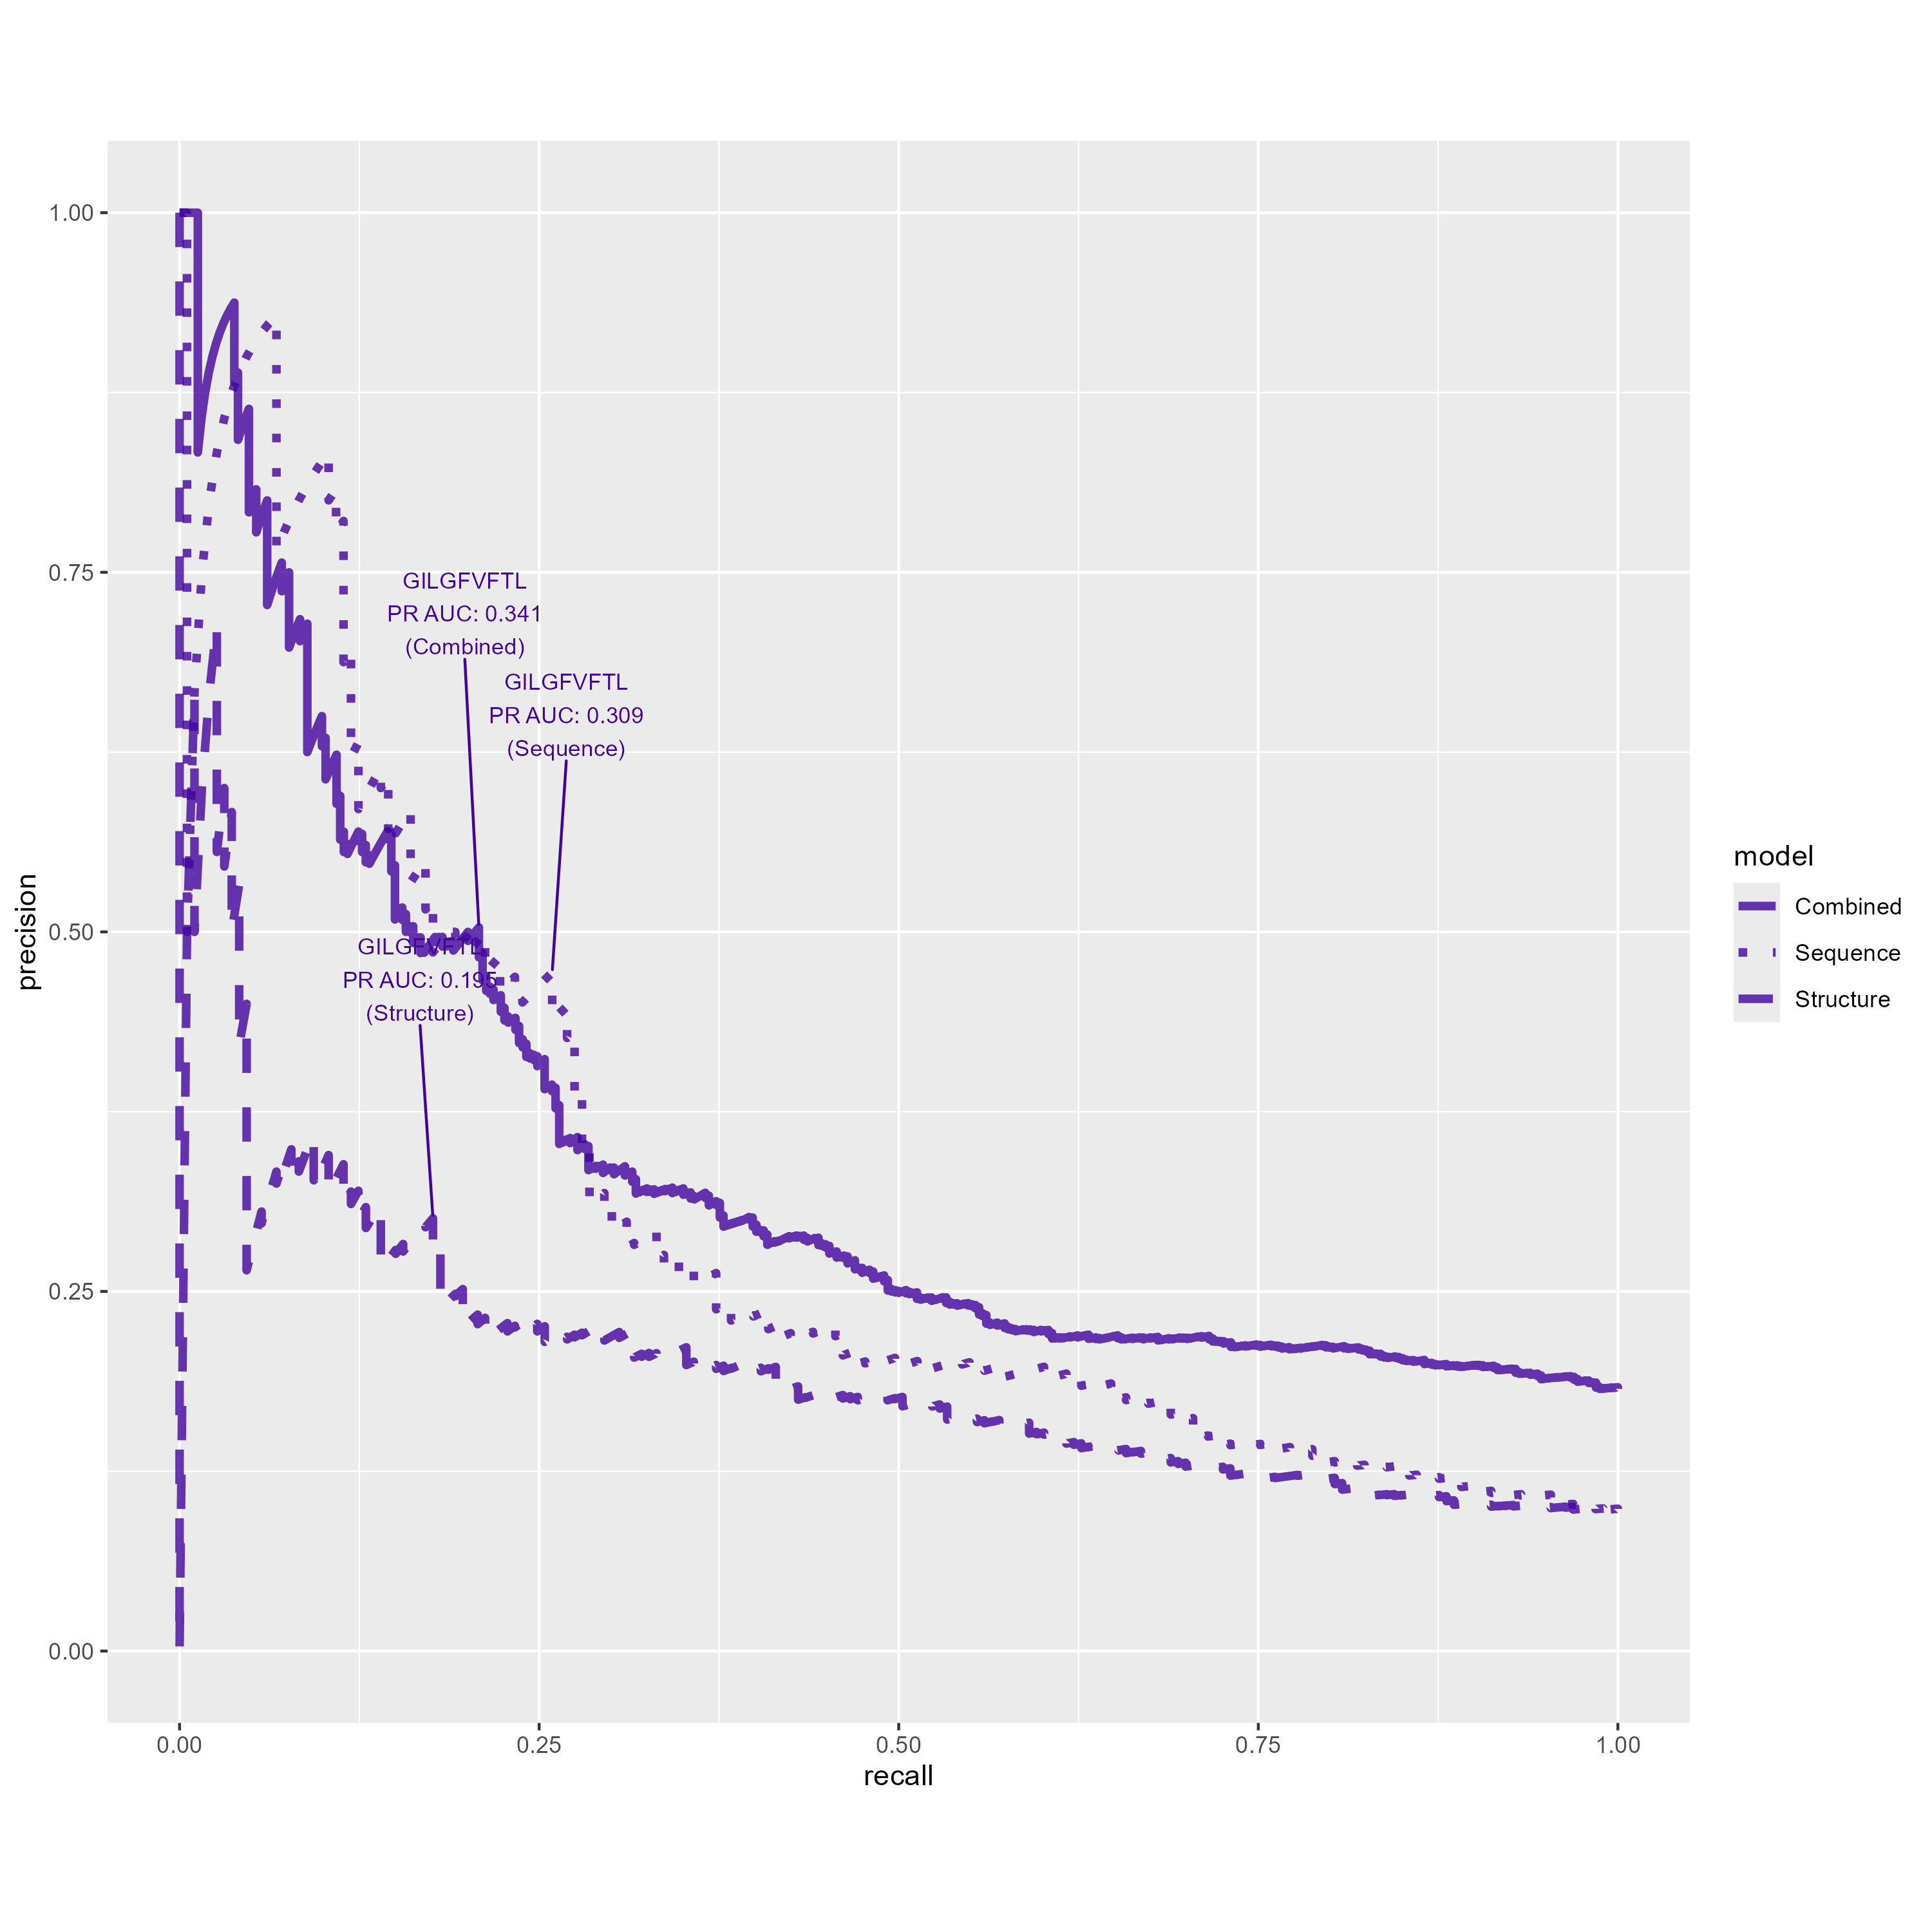 1.00
0.75
0.50
0.25
0.00
precision
GILGFVFTL
PR AUC: 0.341
(Combined)
GILGFVFTL
PR AUC: 0.309
(Sequence)
GILGFVFTL
PR AUC: 0.195
(Structure)
0.00
0.25
0.50
0.75
1.00
recall
model
Combined
Sequence
Structure